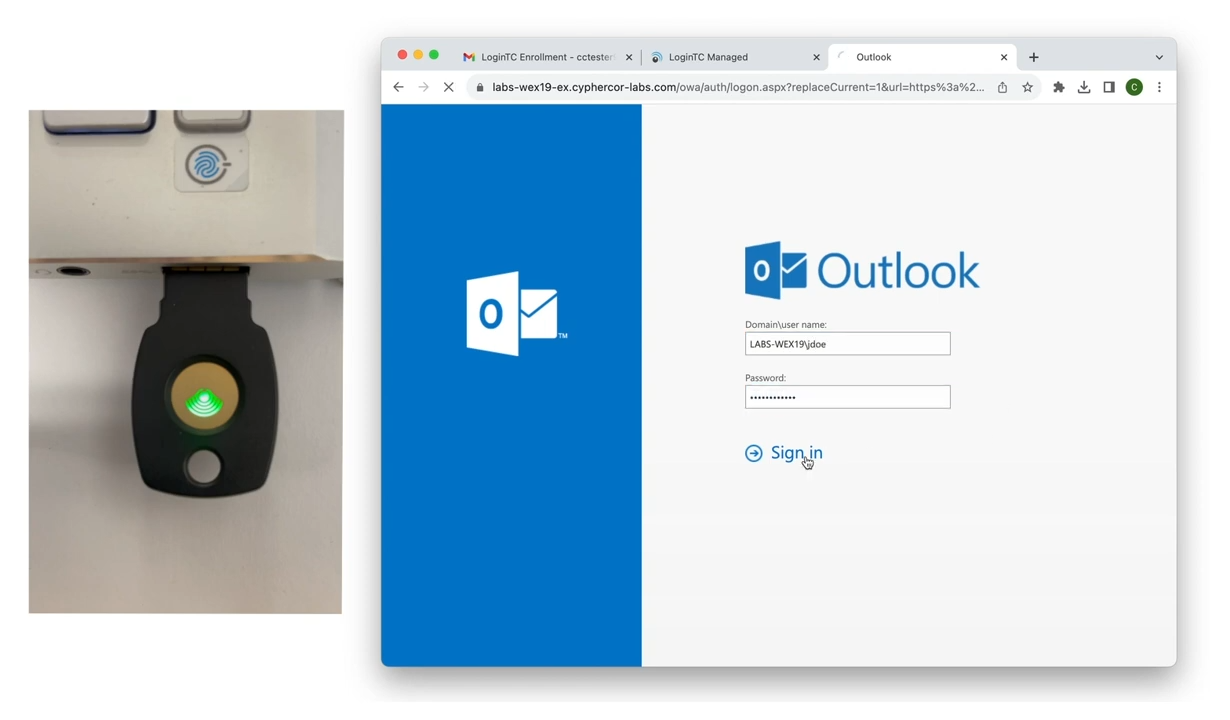 LoginTC Enrollment - cctester
LoginTC Managed
Outlook
labs-wex19-ex.cyphercor-labs.com/owa/auth/logon.aspx?replaceCurrent=1&url=https%3a%2...
C
O
TM
O
Outlook
Domain\user name:
LABS-WEX19\jdoe
Password:
••••••••••••
Sign in